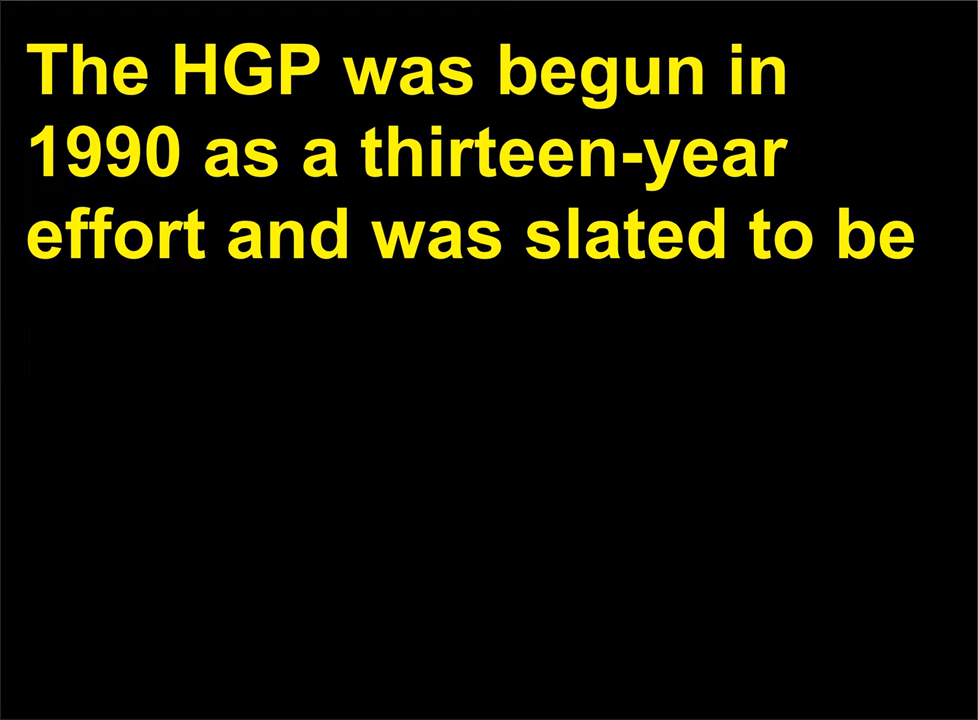 The HGP was begun in
1990 as a thirteen-year
effort and was slated to be